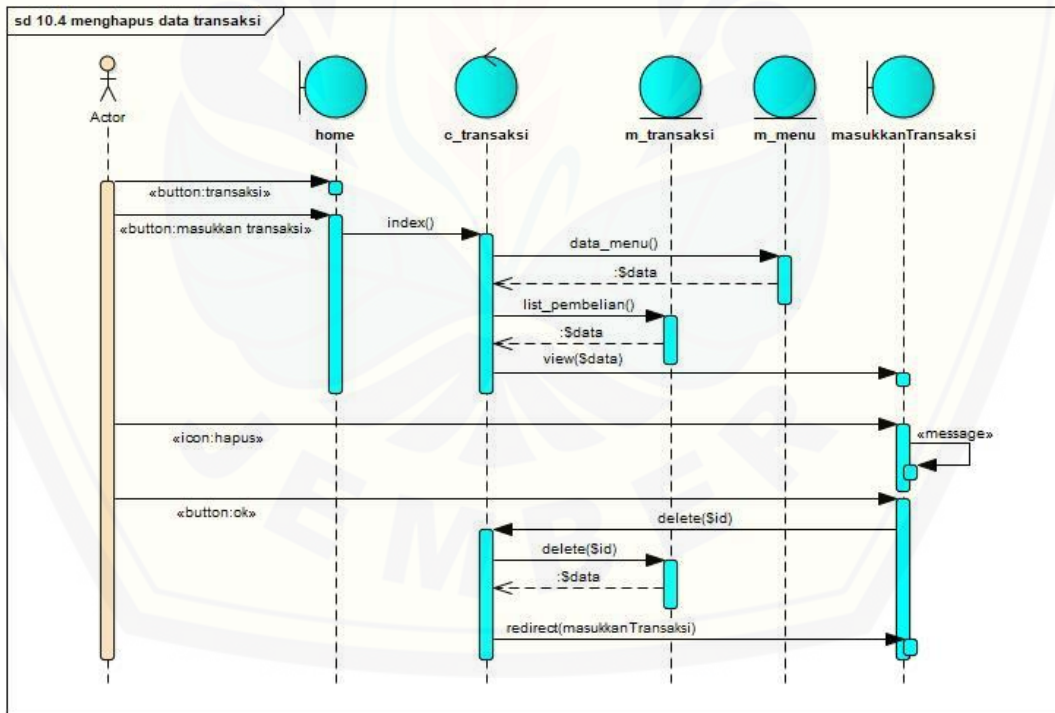 sd 10.4 menghapus data transaksi
Actor
home
c_transaksi
m_transaksi
m_menu
masukkanTransaksi
«button:transaksi»
«button:masukkan transaksi»
index()
data_menu()
:$data
list_pembelian()
:$data
view($data)
«icon:hapus»
«message»
«button:ok»
delete($id)
delete($id)
:$data
redirect(masukkanTransaksi)
JEMBER